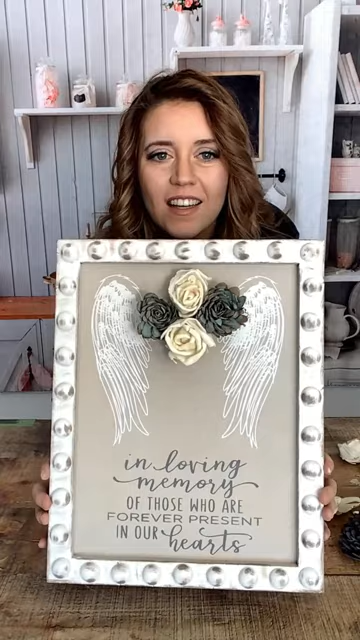 in loving
memory
OF THOSE WHO ARE
FOREVER PRESENT
IN OUR hearts